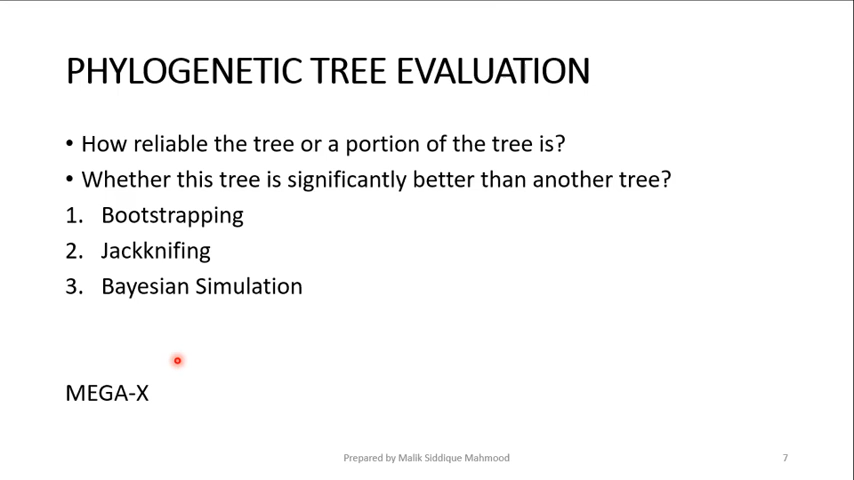 PHYLOGENETIC TREE EVALUATION
• How reliable the tree or a portion of the tree is?
• Whether this tree is significantly better than another tree?
1. Bootstrapping
2. Jackknifing
3. Bayesian Simulation
MEGA-X
Prepared by Malik Siddique Mahmood
7